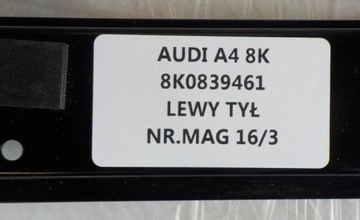 AUDI A4 8K
8K0839461
LEWY TYŁ
NR.MAG 16/3